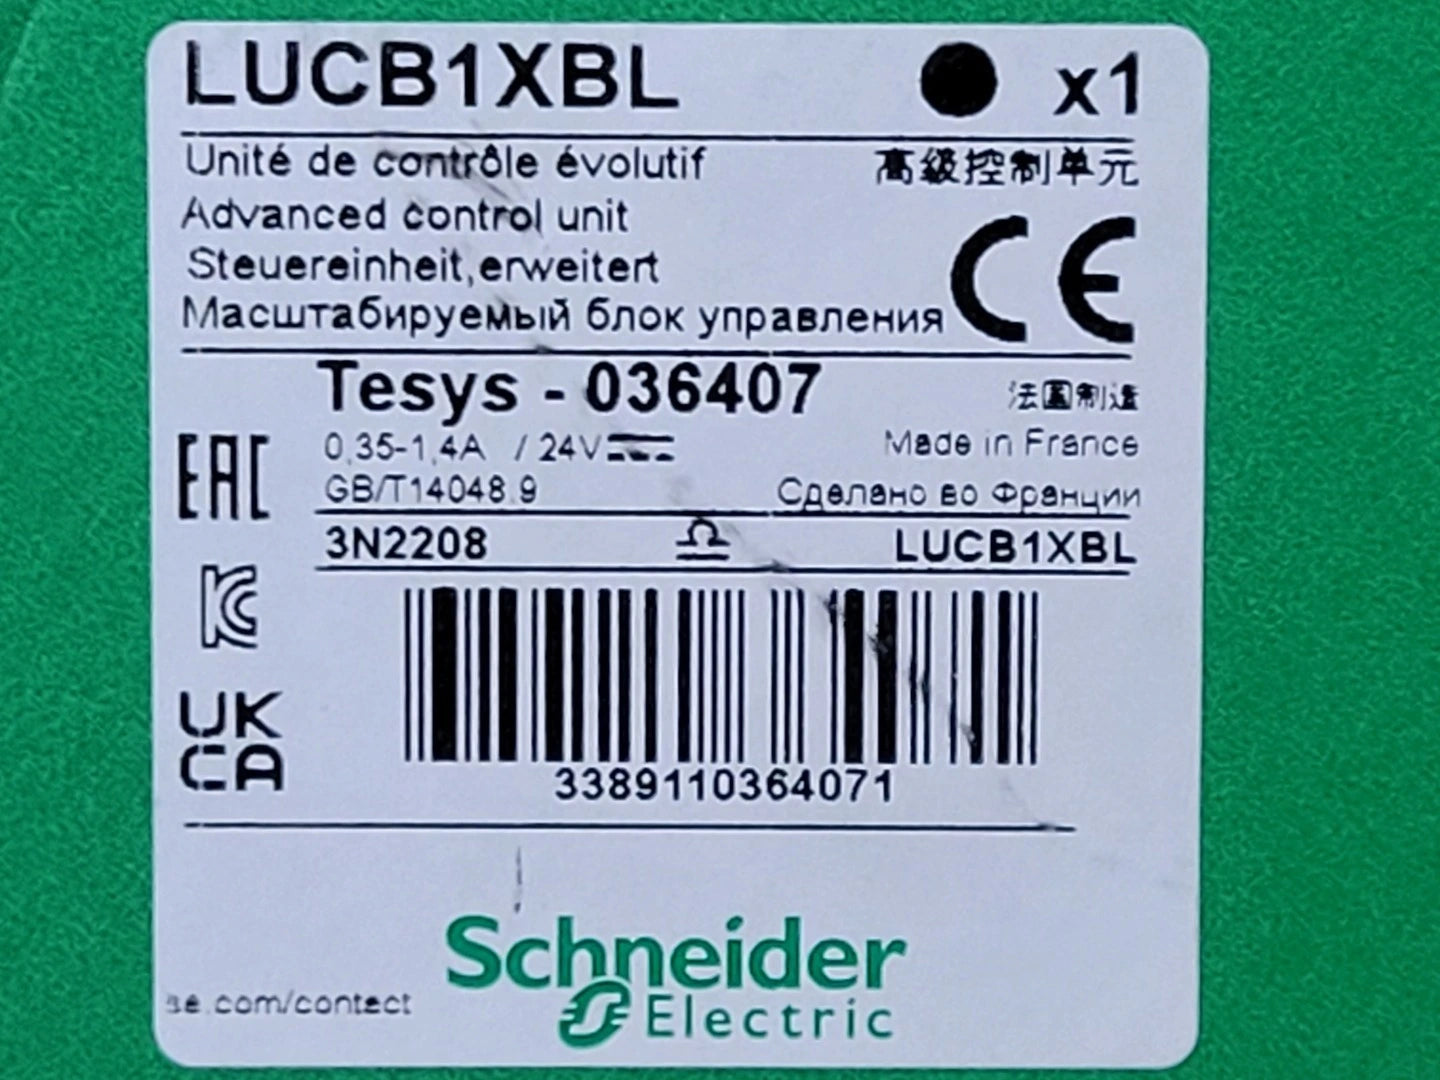 LUCB1XBL x1
Unité de contrôle évolutif 高級控制单元
Advanced control unit
Steuereinheit,erweitert
Масштабируемый блок управления
CE
Tesys - 036407 法國制造
0,35-1,4A / 24V Made in France
GB/T14048.9 Сделано во Франции
EAC
3N2208 LUCB1XBL
KC
UK
CA
3389110364071
Schneider
Electric
se.com/contact